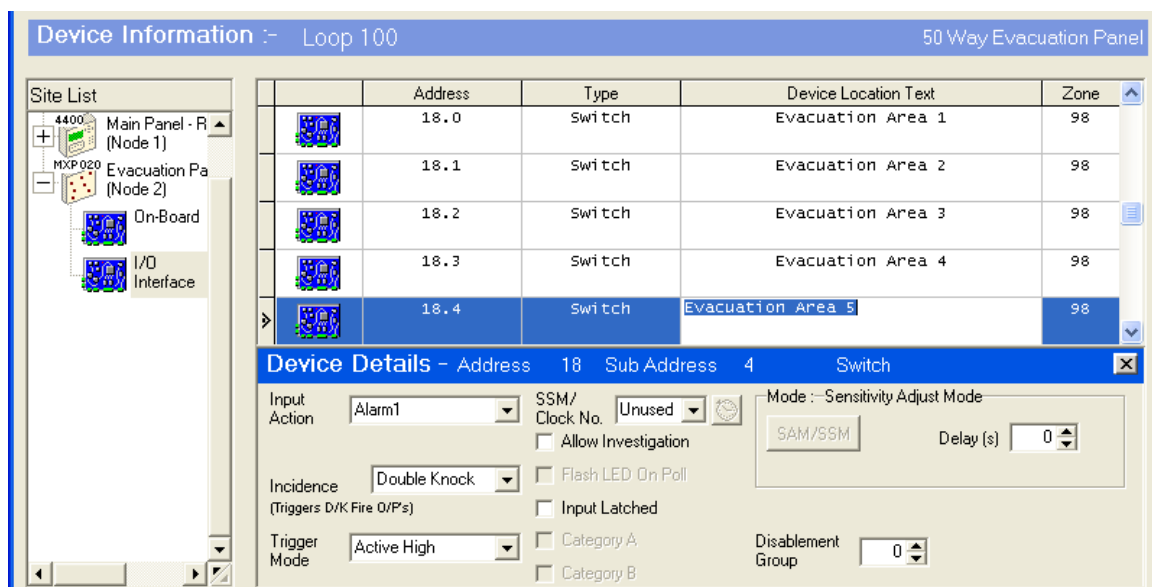 Device Information :- Loop 100 50 Way Evacuation Panel
Site List
4400
Main Panel - R
(Node 1)
MXP020
Evacuation Pa
(Node 2)
On-Board
I/O
Interface
Address Type Device Location Text Zone
18.0 Switch Evacuation Area 1 98
18.1 Switch Evacuation Area 2 98
18.2 Switch Evacuation Area 3 98
18.3 Switch Evacuation Area 4 98
18.4 Switch Evacuation Area 5 98
Device Details - Address 18 Sub Address 4 Switch
Input
Action
Alarm1
SSM/
Clock No.
Unused
Allow Investigation
Mode :- Sensitivity Adjust Mode
SAM/SSM
Delay (s) 0
Incidence
(Triggers D/K Fire O/P's)
Double Knock
Flash LED On Poll
Input Latched
Trigger
Mode
Active High
Category A
Category B
Disablement
Group
0